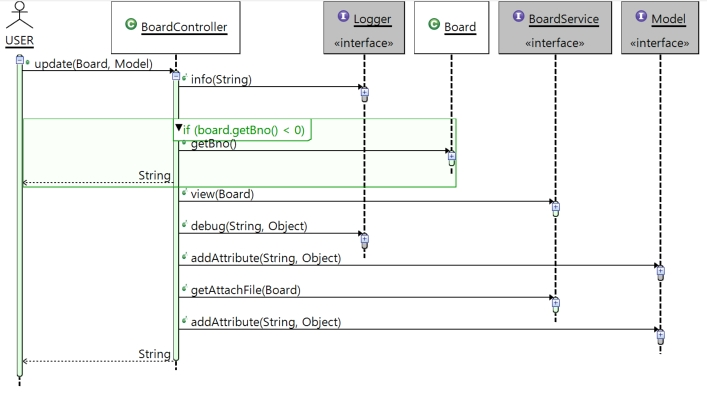 USER
C BoardController
I Logger
«interface»
C Board
I BoardService
«interface»
I Model
«interface»
update(Board, Model)
info(String)
if (board.getBno() < 0)
getBno()
String
view(Board)
debug(String, Object)
addAttribute(String, Object)
getAttachFile(Board)
addAttribute(String, Object)
String